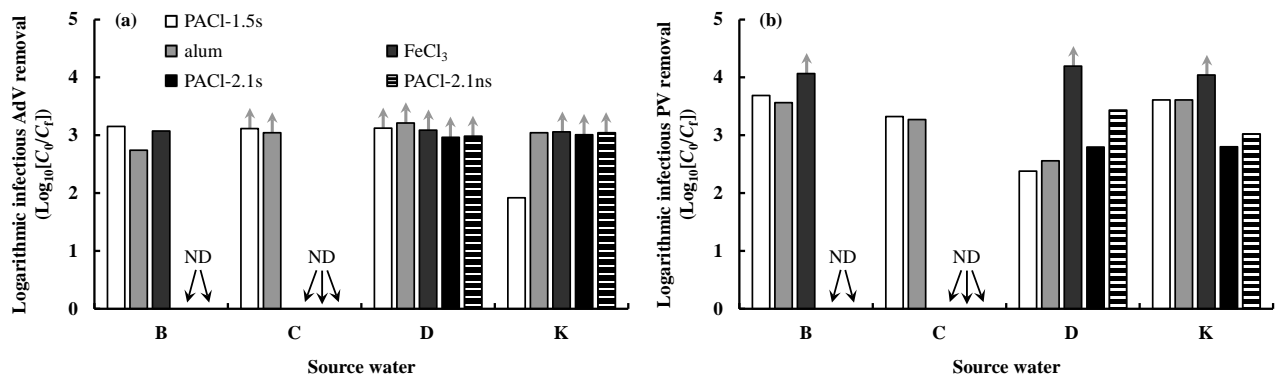 (a)
PACl-1.5s
alum
FeCl₃
PACl-2.1s
PACl-2.1ns
Logarithmic infectious AdV removal
(Log₁₀[C₀/Cf])
5
4
3
2
1
0
ND
ND
B
C
D
K
Source water
(b)
Logarithmic infectious PV removal
(Log₁₀[C₀/Cf])
5
4
3
2
1
0
ND
ND
B
C
D
K
Source water